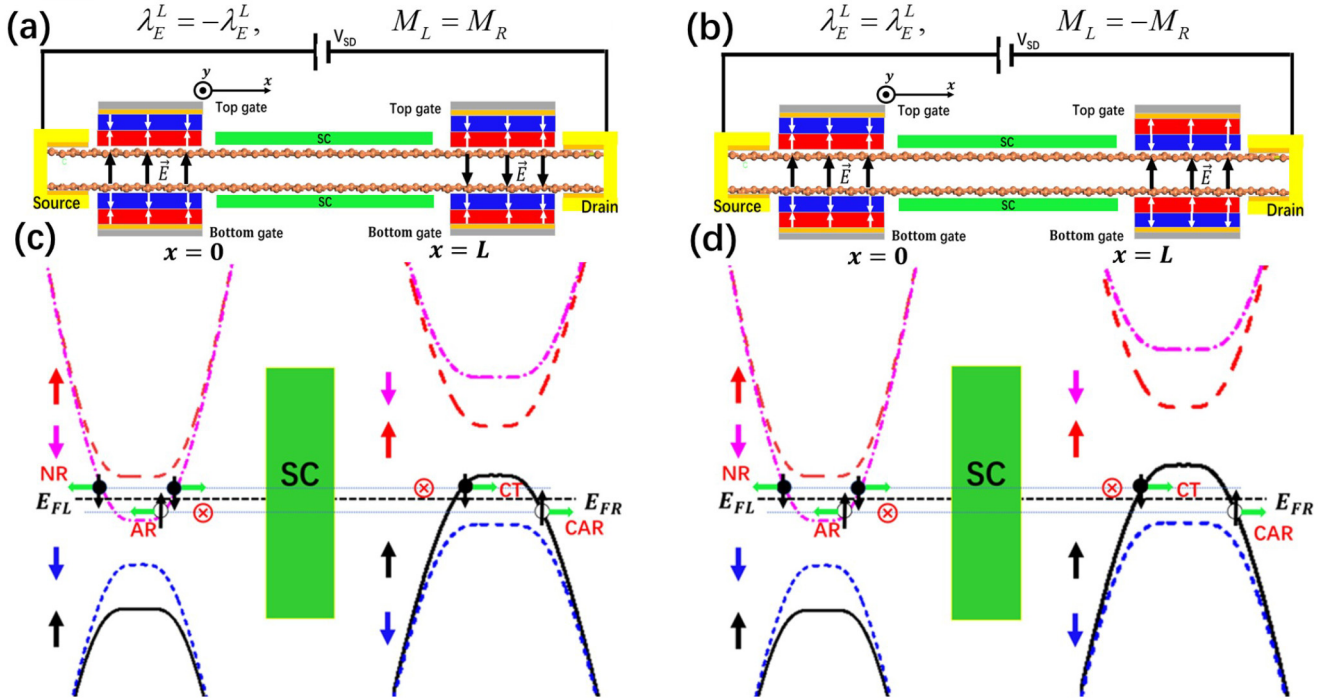 (a)
λ_E^L = −λ_E^L,   M_L = M_R
V_SD
y
x
Top gate
Top gate
SC
E⃗
E⃗
Source
SC
Drain
Bottom gate
Bottom gate
x = 0
x = L
(b)
λ_E^L = λ_E^L,   M_L = −M_R
V_SD
y
x
Top gate
Top gate
SC
E⃗
E⃗
Source
SC
Drain
Bottom gate
Bottom gate
x = 0
x = L
(c)
NR
SC
CT
E_FL
E_FR
AR
CAR
(d)
NR
SC
CT
E_FL
E_FR
AR
CAR